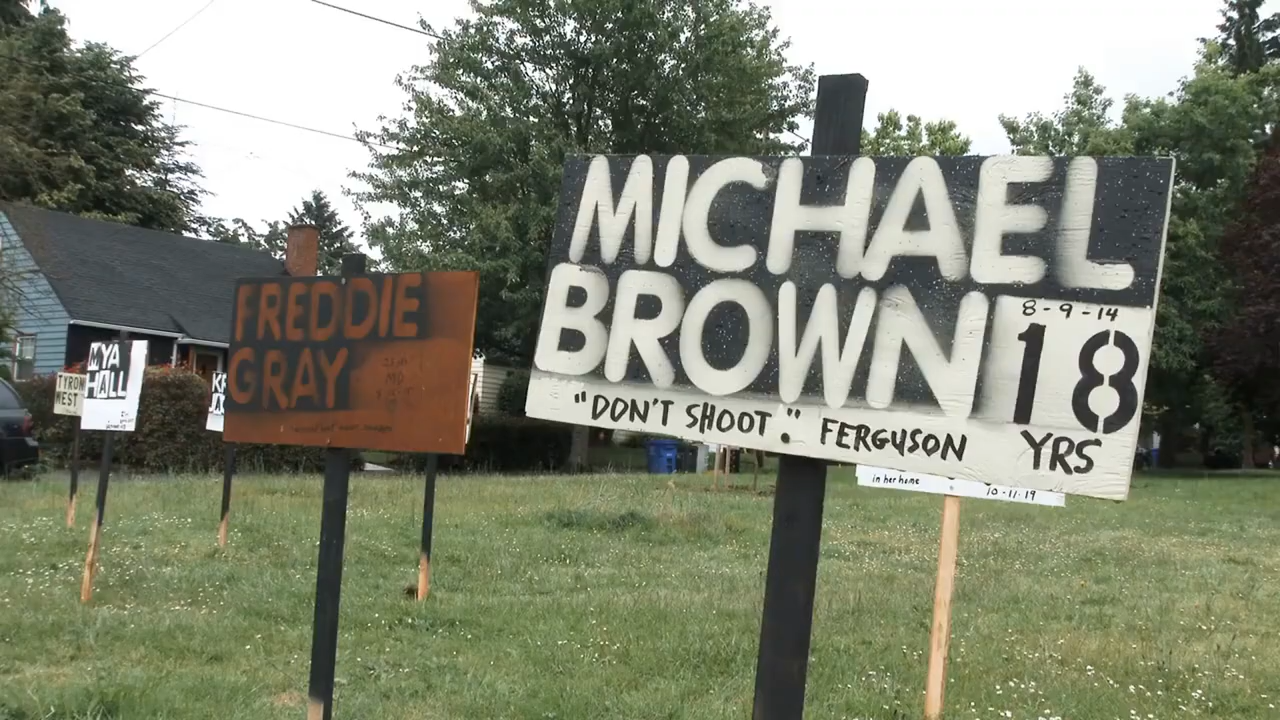 MICHAEL
BROWN
8-9-14
18
YRS
"DON'T SHOOT." FERGUSON
in her home 10-11-19
FREDDIE
GRAY
MYA
HALL
TYRON
WEST